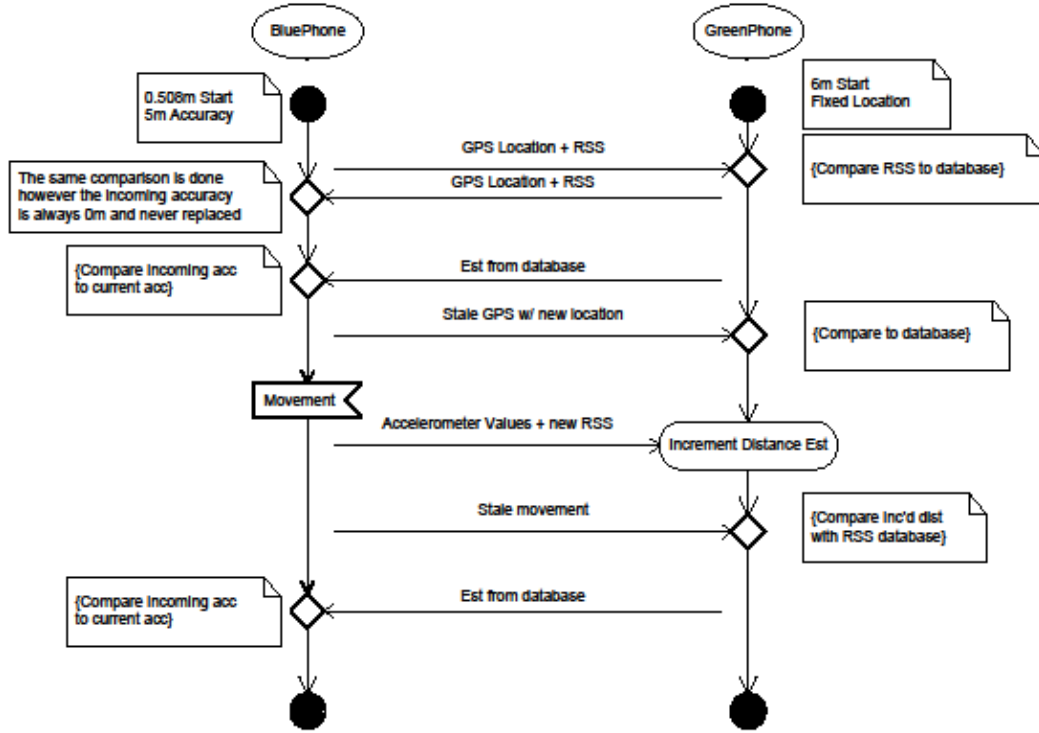 BluePhone
GreenPhone
0.508m Start
5m Accuracy
6m Start
Fixed Location
GPS Location + RSS
{Compare RSS to database}
The same comparison is done
however the incoming accuracy
is always 0m and never replaced
GPS Location + RSS
{Compare incoming acc
to current acc}
Est from database
Stale GPS w/ new location
{Compare to database}
Movement
Accelerometer Values + new RSS
Increment Distance Est
Stale movement
{Compare inc'd dist
with RSS database}
{Compare incoming acc
to current acc}
Est from database